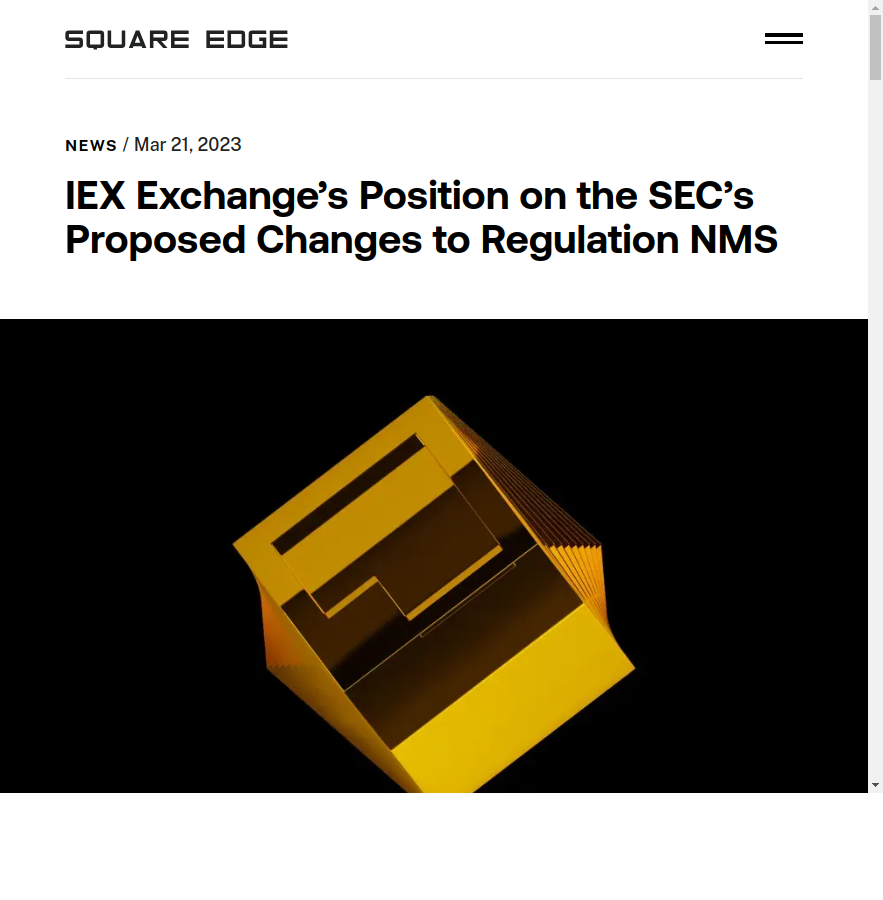 SQUARE EDGE
NEWS / Mar 21, 2023
IEX Exchange’s Position on the SEC’s
Proposed Changes to Regulation NMS